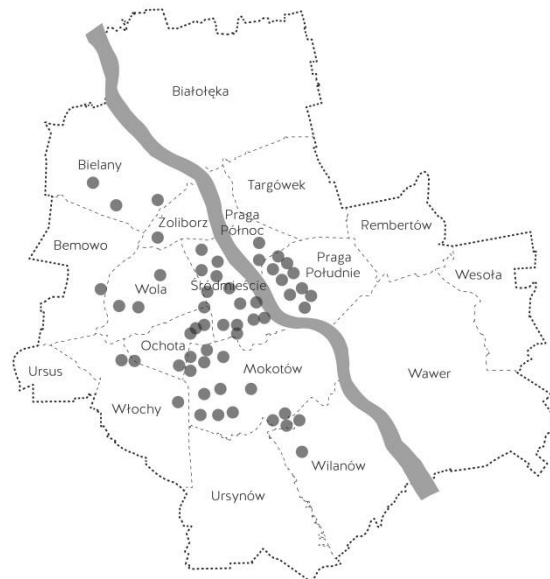 Białołęka
Bielany
Targówek
Żoliborz
Praga
Północ
Rembertów
Bemowo
Praga
Południe
Wesoła
Wola
Śródmieście
Ochota
Ursus
Mokotów
Wawer
Włochy
Wilanów
Ursynów